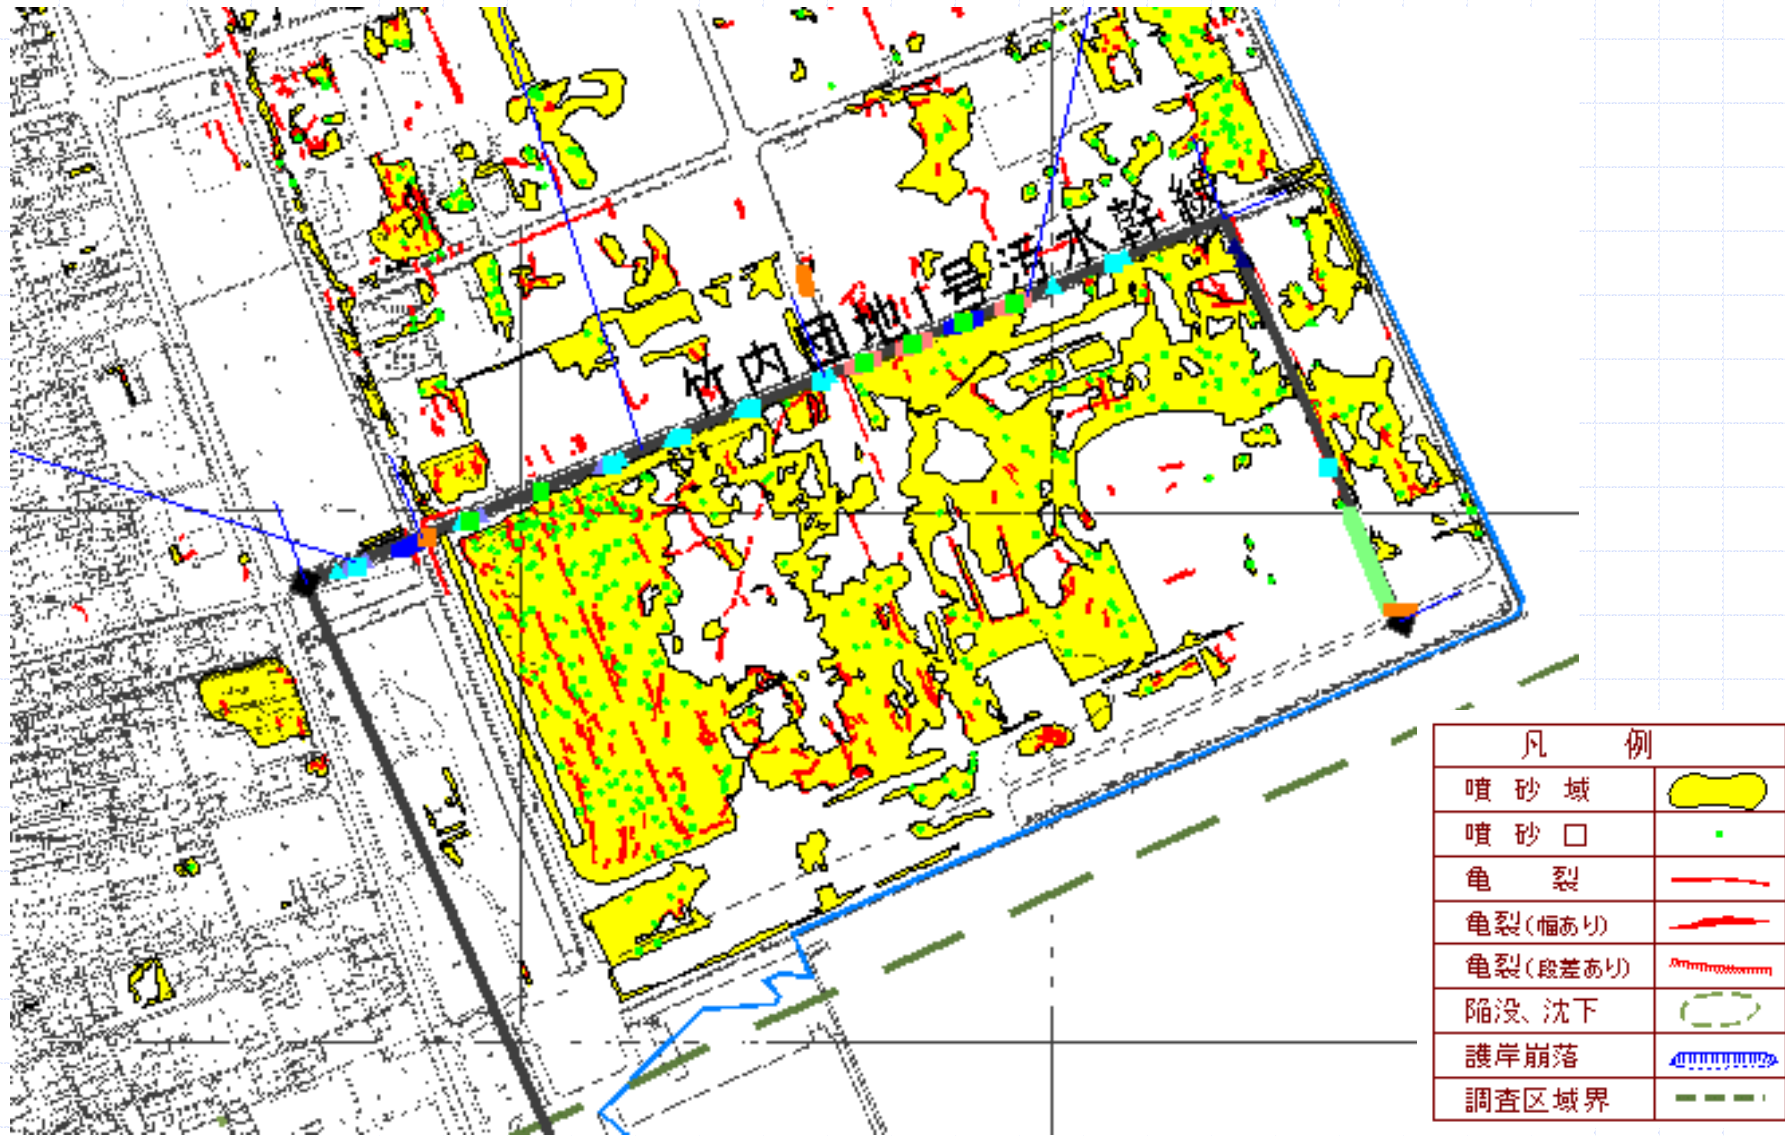 竹内団地1号汚水幹線
凡 例
噴砂域
噴砂口
亀裂
亀裂(幅あり)
亀裂(段差あり)
陥没、沈下
護岸崩落
調査区域界